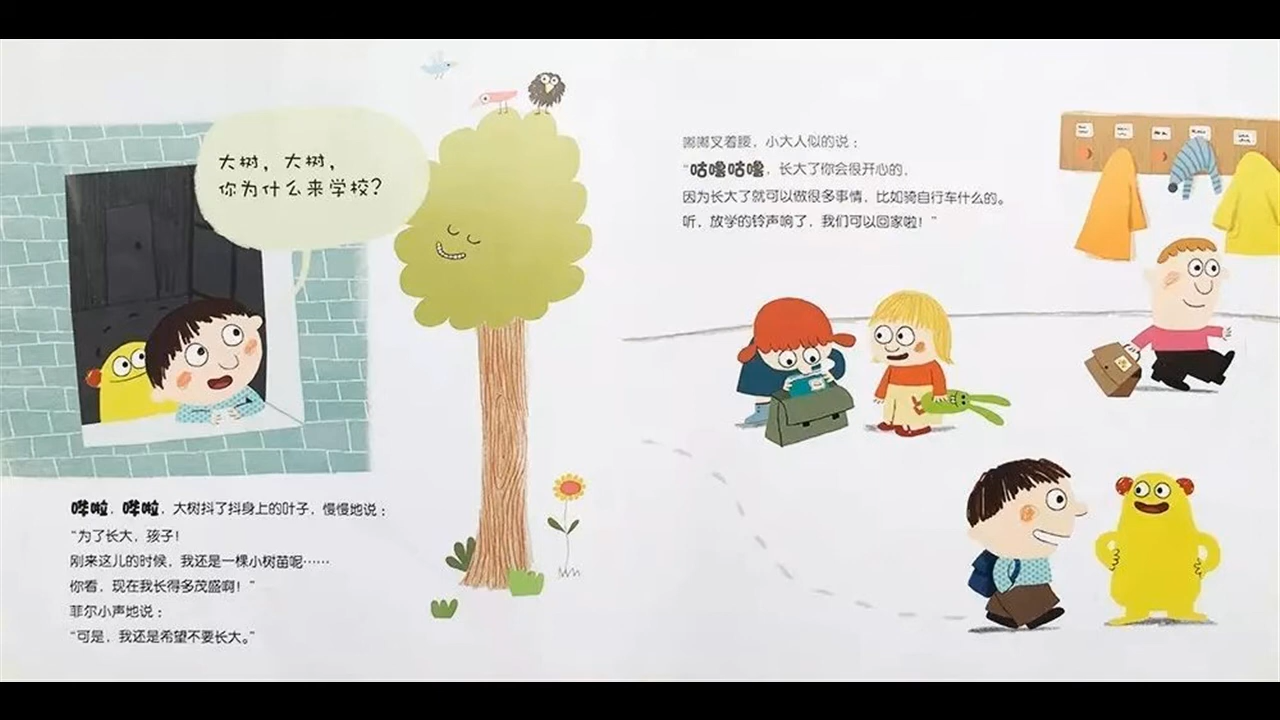 大树，大树，
你为什么来学校？
哗啦，哗啦，大树抖了抖身上的叶子，慢慢地说：
“为了长大，孩子！
刚来这儿的时候，我还是一棵小树苗呢……
你看，现在我长得多茂盛啊！”
菲尔小声地说：
“可是，我还是希望不要长大。”
嘟嘟叉着腰，小大人似的说：
“咕噜咕噜，长大了你会很开心的，
因为长大了就可以做很多事情，比如骑自行车什么的。
听，放学的铃声响了，我们可以回家啦！”